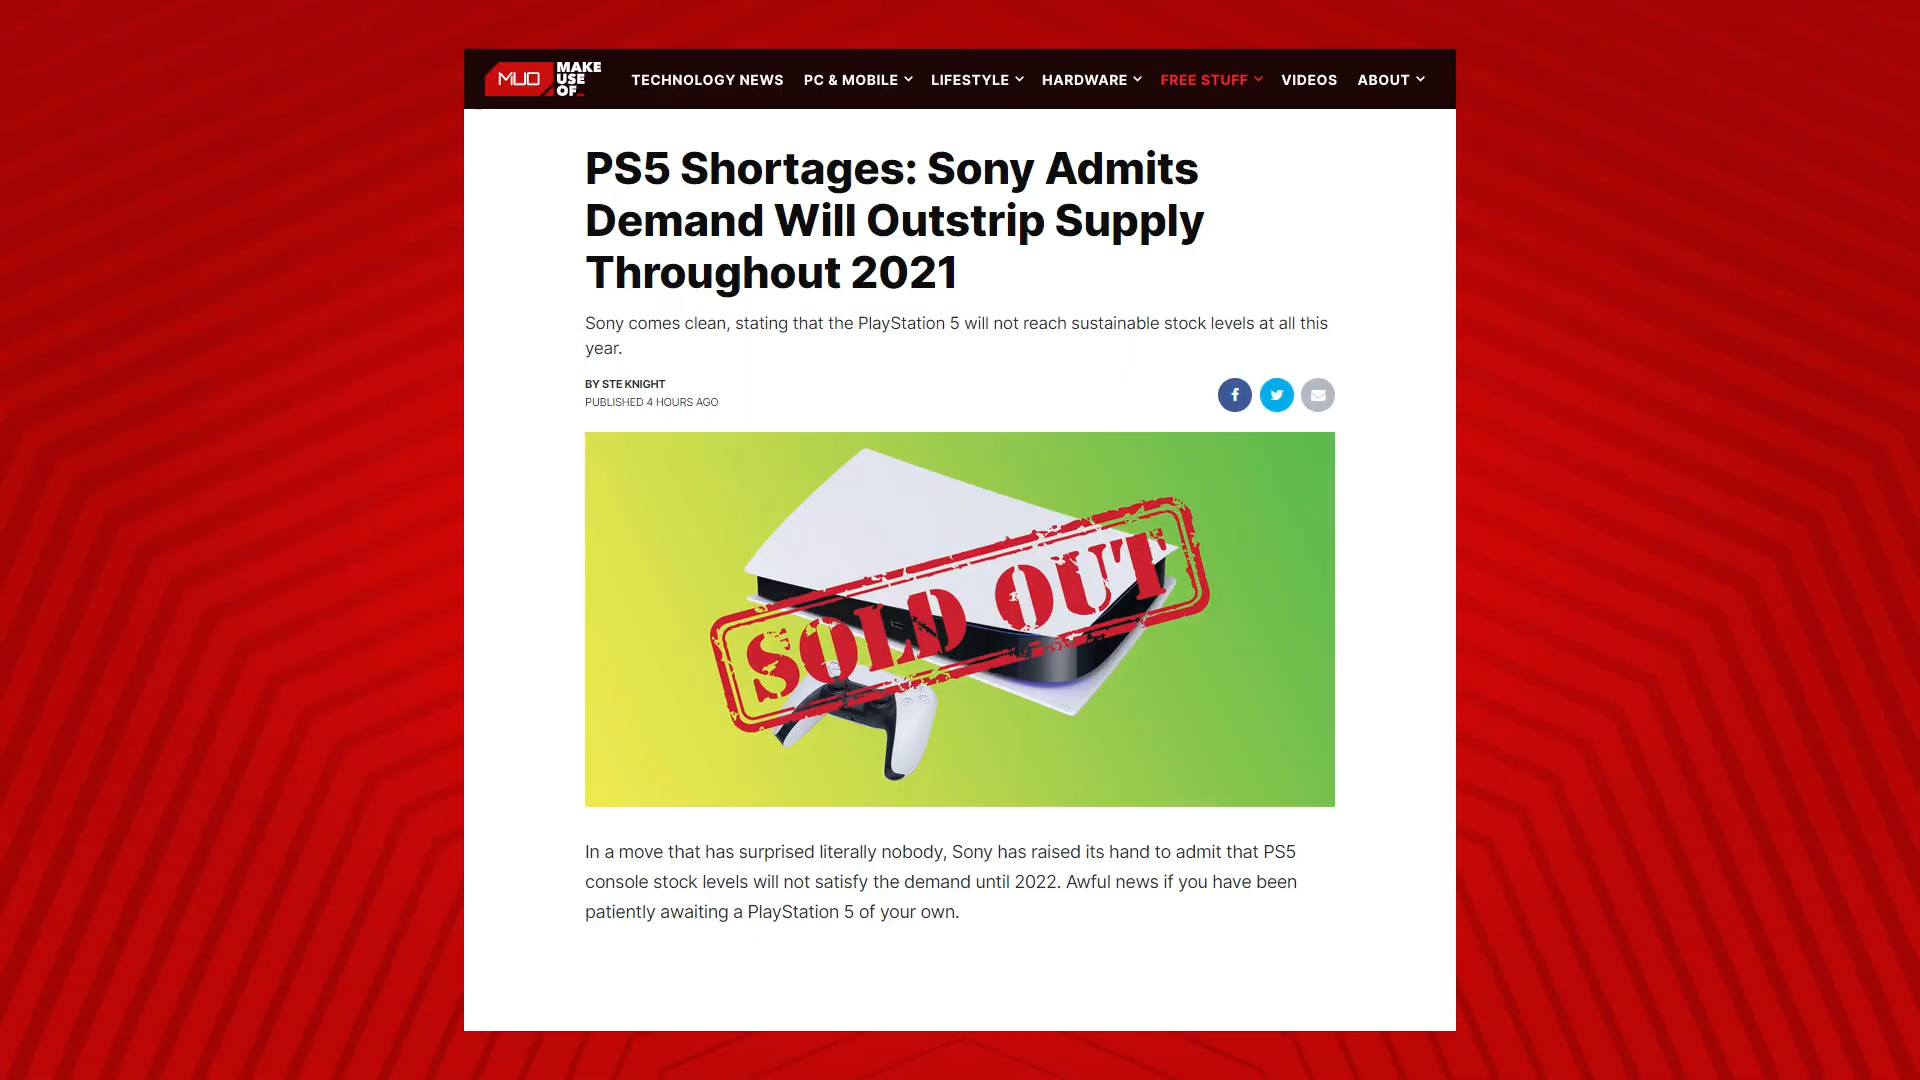 MUO MAKE
USE
OF_
TECHNOLOGY NEWS PC & MOBILE LIFESTYLE HARDWARE FREE STUFF VIDEOS ABOUT
PS5 Shortages: Sony Admits
Demand Will Outstrip Supply
Throughout 2021
Sony comes clean, stating that the PlayStation 5 will not reach sustainable stock levels at all this
year.
BY STE KNIGHT
PUBLISHED 4 HOURS AGO
SOLD OUT
In a move that has surprised literally nobody, Sony has raised its hand to admit that PS5
console stock levels will not satisfy the demand until 2022. Awful news if you have been
patiently awaiting a PlayStation 5 of your own.